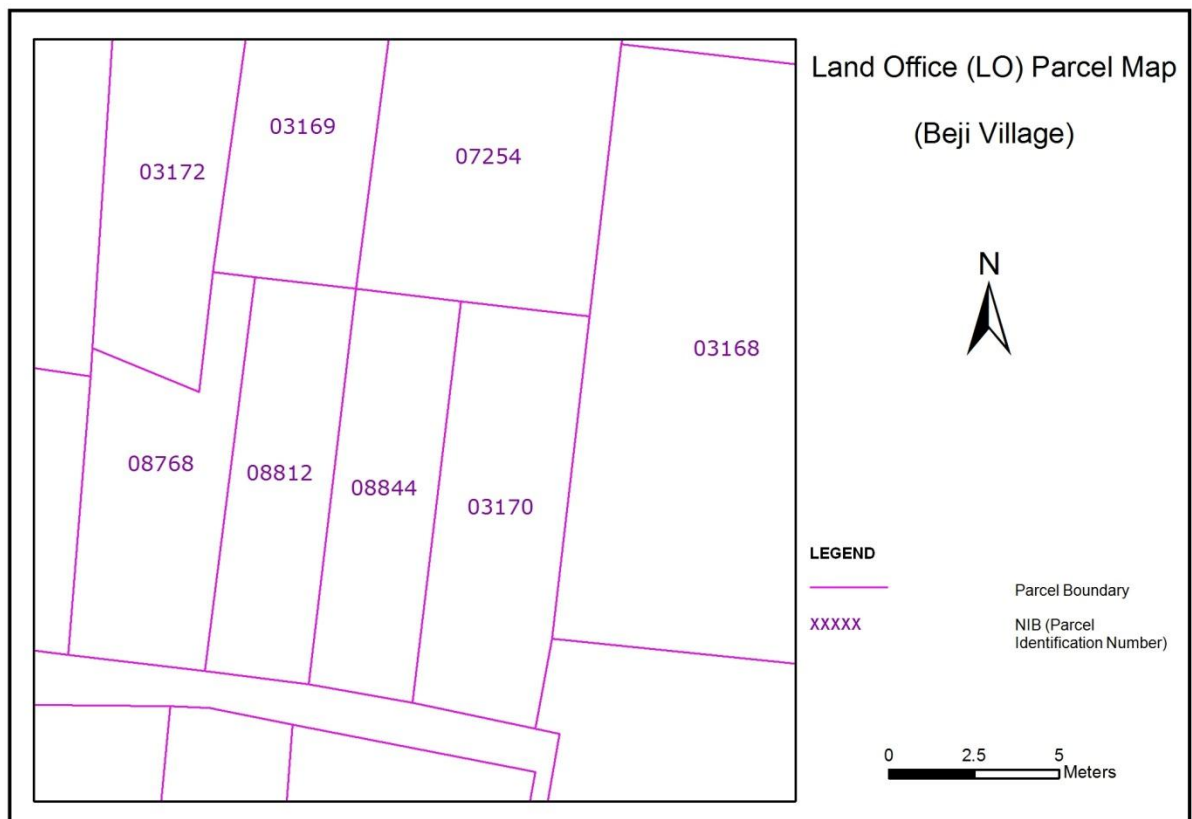 Land Office (LO) Parcel Map
(Beji Village)
N
03169
07254
03172
03168
08768
08812
08844
03170
LEGEND
Parcel Boundary
XXXXX
NIB (Parcel
Identification Number)
0 2.5 5
Meters